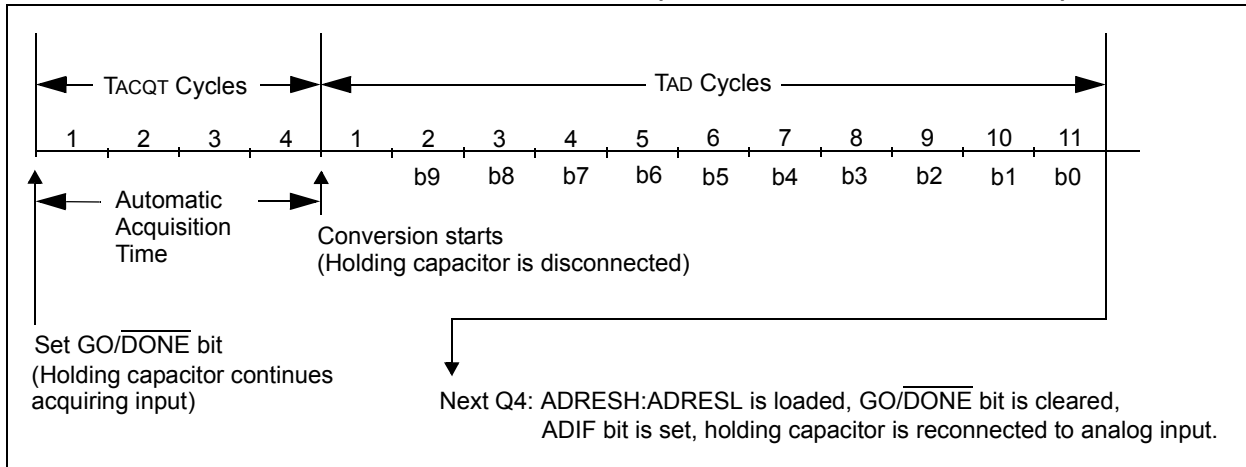 TACQT Cycles
TAD Cycles
1 2 3 4 1 2 3 4 5 6 7 8 9 10 11
b9 b8 b7 b6 b5 b4 b3 b2 b1 b0
Automatic
Acquisition
Time
Conversion starts
(Holding capacitor is disconnected)
Set GO/DONE bit
(Holding capacitor continues
acquiring input)
Next Q4: ADRESH:ADRESL is loaded, GO/DONE bit is cleared,
ADIF bit is set, holding capacitor is reconnected to analog input.